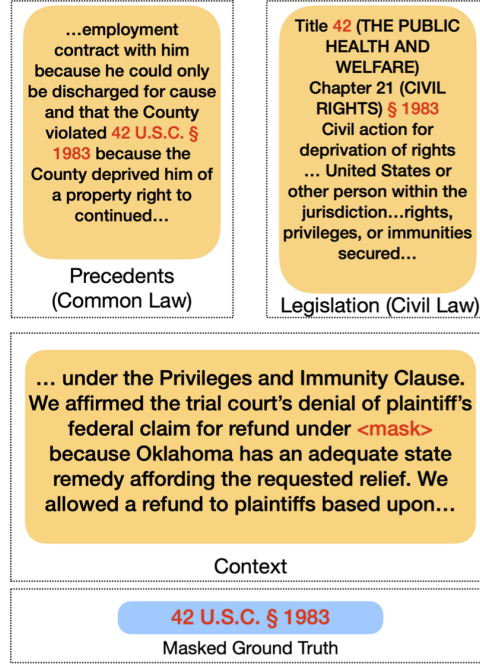 …employment
contract with him
because he could only
be discharged for cause
and that the County
violated 42 U.S.C. §
1983 because the
County deprived him of
a property right to
continued…
Precedents
(Common Law)
Title 42 (THE PUBLIC
HEALTH AND
WELFARE)
Chapter 21 (CIVIL
RIGHTS) § 1983
Civil action for
deprivation of rights
… United States or
other person within the
jurisdiction…rights,
privileges, or immunities
secured…
Legislation (Civil Law)
… under the Privileges and Immunity Clause.
We affirmed the trial court’s denial of plaintiff’s
federal claim for refund under <mask>
because Oklahoma has an adequate state
remedy affording the requested relief. We
allowed a refund to plaintiffs based upon…
Context
42 U.S.C. § 1983
Masked Ground Truth